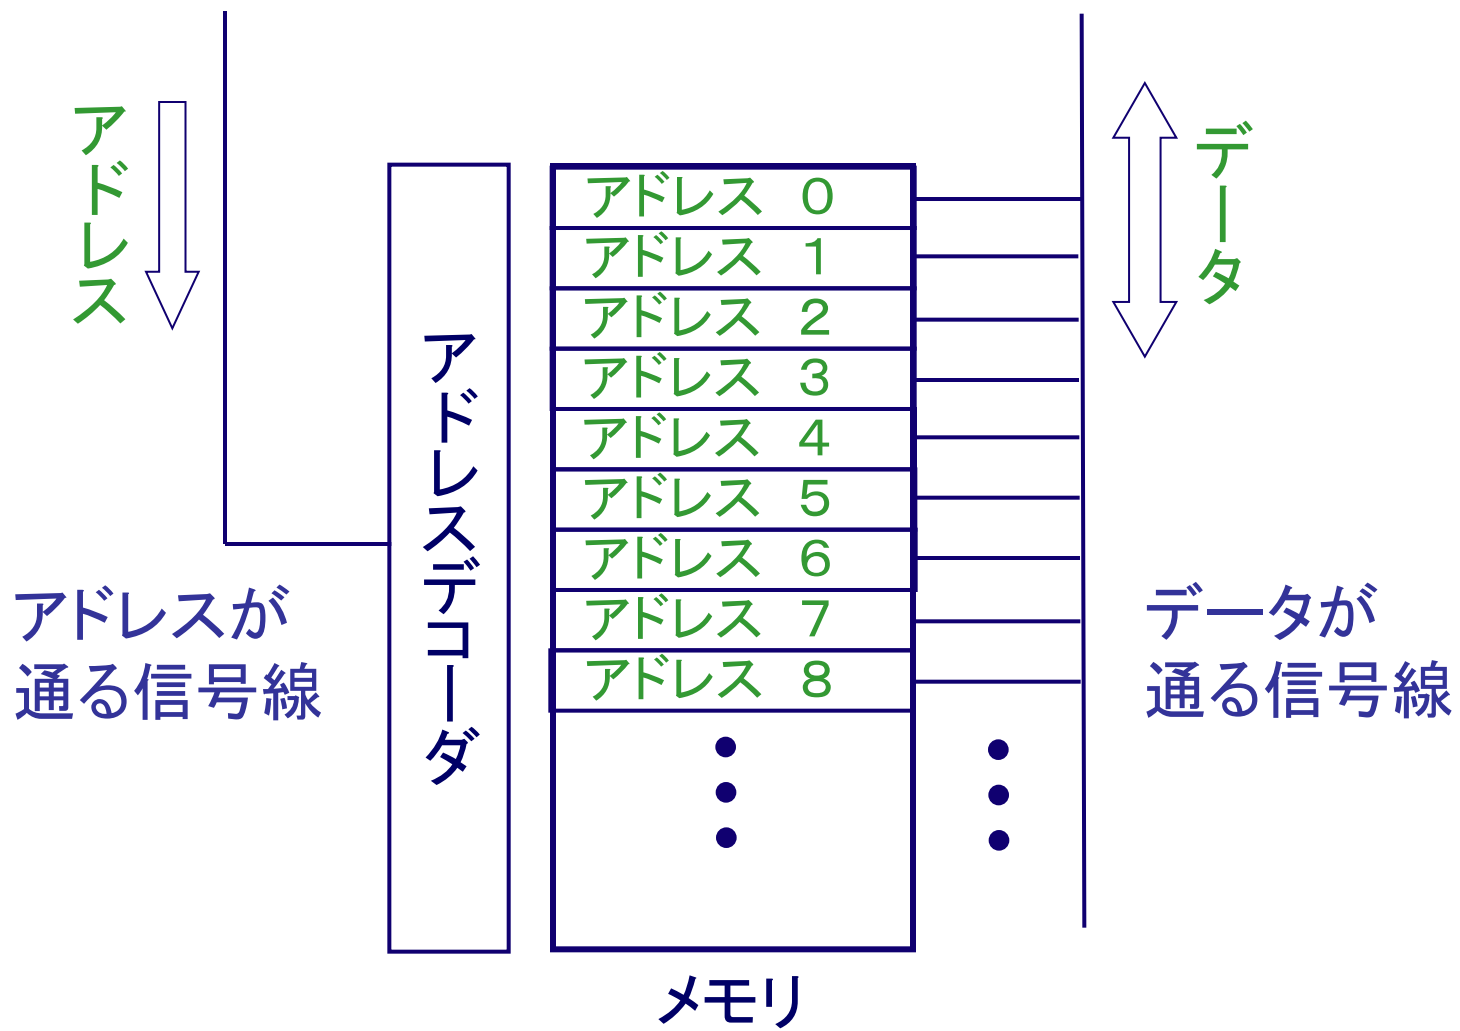 アドレス
アドレスが
通る信号線
アドレスデコーダ
アドレス 0
アドレス 1
アドレス 2
アドレス 3
アドレス 4
アドレス 5
アドレス 6
アドレス 7
アドレス 8
メモリ
データ
データが
通る信号線